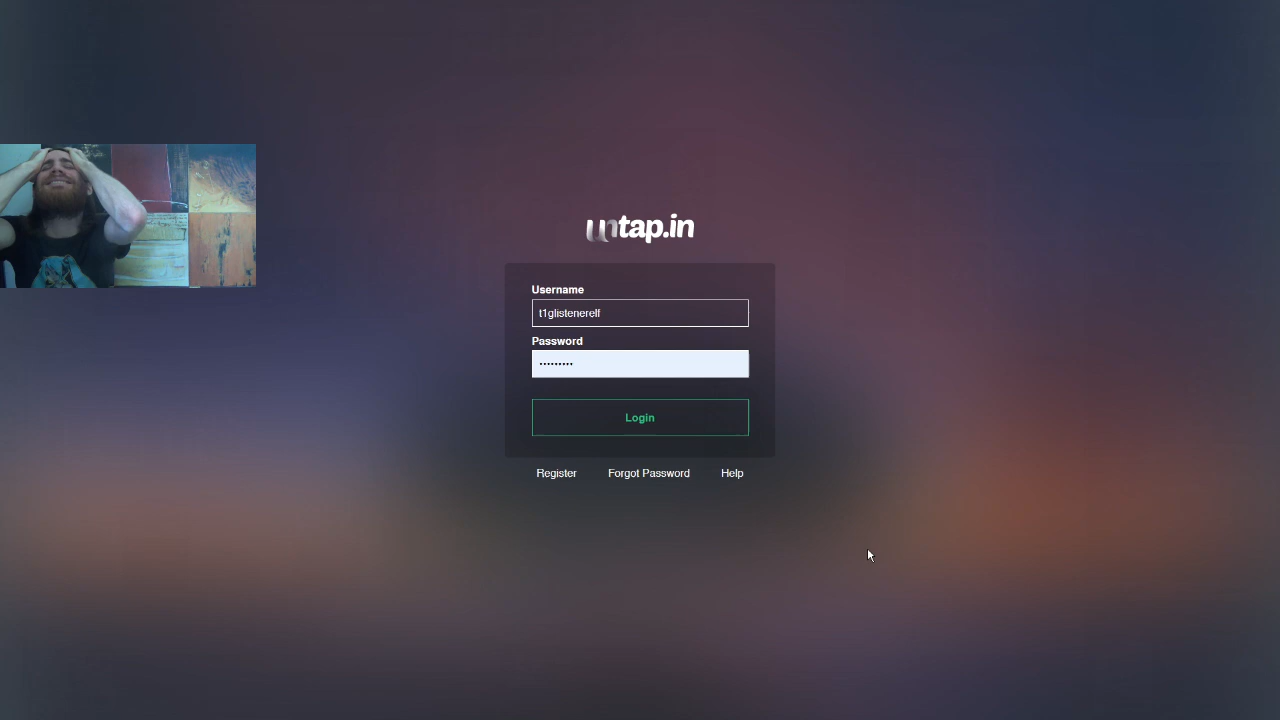 untap.in
Username
t1glistenerelf
Password
•••••••••
Login
Register Forgot Password Help